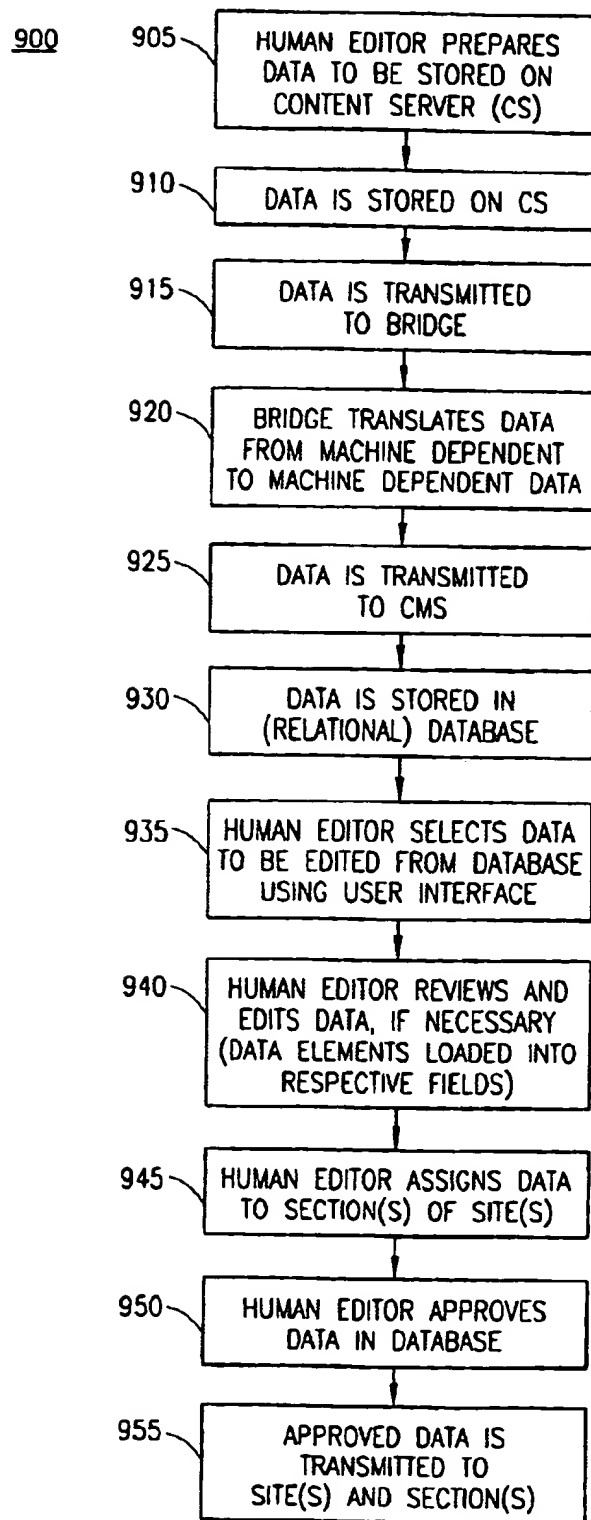 900
905
HUMAN EDITOR PREPARES
DATA TO BE STORED ON
CONTENT SERVER (CS)
910
DATA IS STORED ON CS
915
DATA IS TRANSMITTED
TO BRIDGE
920
BRIDGE TRANSLATES DATA
FROM MACHINE DEPENDENT
TO MACHINE DEPENDENT DATA
925
DATA IS TRANSMITTED
TO CMS
930
DATA IS STORED IN
(RELATIONAL) DATABASE
935
HUMAN EDITOR SELECTS DATA
TO BE EDITED FROM DATABASE
USING USER INTERFACE
940
HUMAN EDITOR REVIEWS AND
EDITS DATA, IF NECESSARY
(DATA ELEMENTS LOADED INTO
RESPECTIVE FIELDS)
945
HUMAN EDITOR ASSIGNS DATA
TO SECTION(S) OF SITE(S)
950
HUMAN EDITOR APPROVES
DATA IN DATABASE
955
APPROVED DATA IS
TRANSMITTED TO
SITE(S) AND SECTION(S)